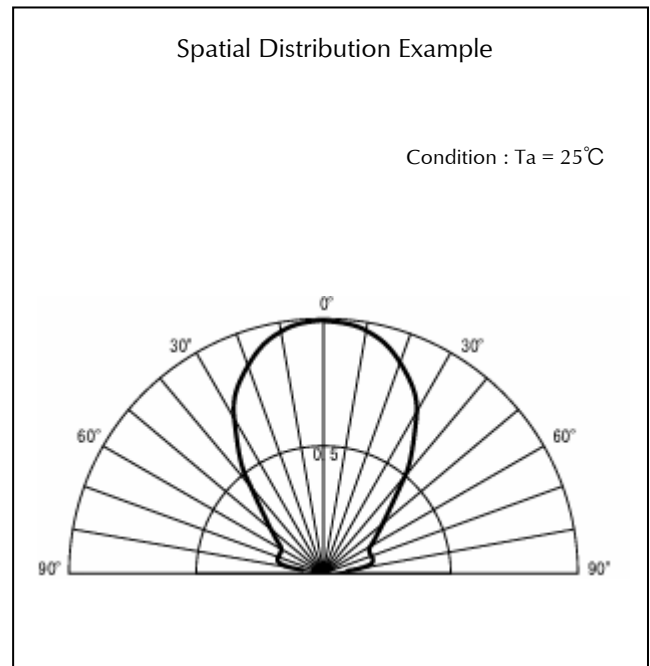 Spatial Distribution Example
Condition : Ta = 25℃
0°
30° 30°
60° 60°
0.5
90° 90°